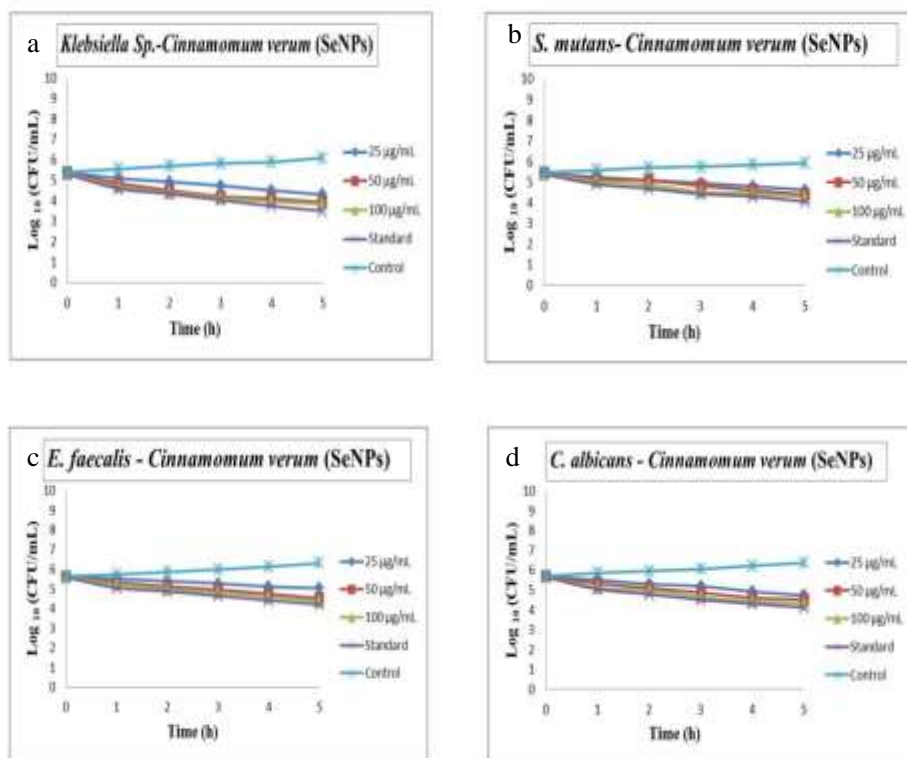 a
Klebsiella Sp.-Cinnamomum verum (SeNPs)
10
9
8
7
6
5
4
3
2
1
0
Log 10 (CFU/mL)
0 1 2 3 4 5
Time (h)
25 µg/mL
50 µg/mL
100 µg/mL
Standard
Control
b
S. mutans- Cinnamomum verum (SeNPs)
10
9
8
7
6
5
4
3
2
1
0
Log 10 (CFU/mL)
0 1 2 3 4 5
Time (h)
25 µg/mL
50 µg/mL
100 µg/mL
Standard
Control
c
E. faecalis - Cinnamomum verum (SeNPs)
10
9
8
7
6
5
4
3
2
1
0
Log 10 (CFU/mL)
0 1 2 3 4 5
Time (h)
25 µg/mL
50 µg/mL
100 µg/mL
Standard
Control
d
C. albicans - Cinnamomum verum (SeNPs)
10
9
8
7
6
5
4
3
2
1
0
Log 10 (CFU/mL)
0 1 2 3 4 5
Time (h)
25 µg/mL
50 µg/mL
100 µg/mL
Standard
Control